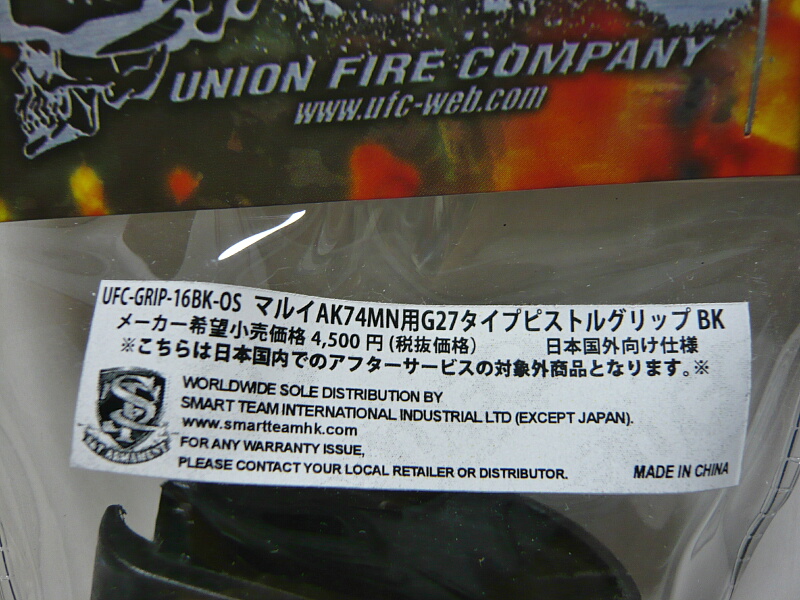 UNION FIRE COMPANY
www.ufc-web.com
UFC-GRIP-16BK-OS マルイAK74MN用G27タイプピストルグリップ BK
メーカー希望小売価格 4,500 円 (税抜価格) 日本国外向け仕様
※こちらは日本国内でのアフターサービスの対象外商品となります。※
WORLDWIDE SOLE DISTRIBUTION BY
SMART TEAM INTERNATIONAL INDUSTRIAL LTD (EXCEPT JAPAN).
www.smartteamhk.com
FOR ANY WARRANTY ISSUE,
PLEASE CONTACT YOUR LOCAL RETAILER OR DISTRIBUTOR.
MADE IN CHINA